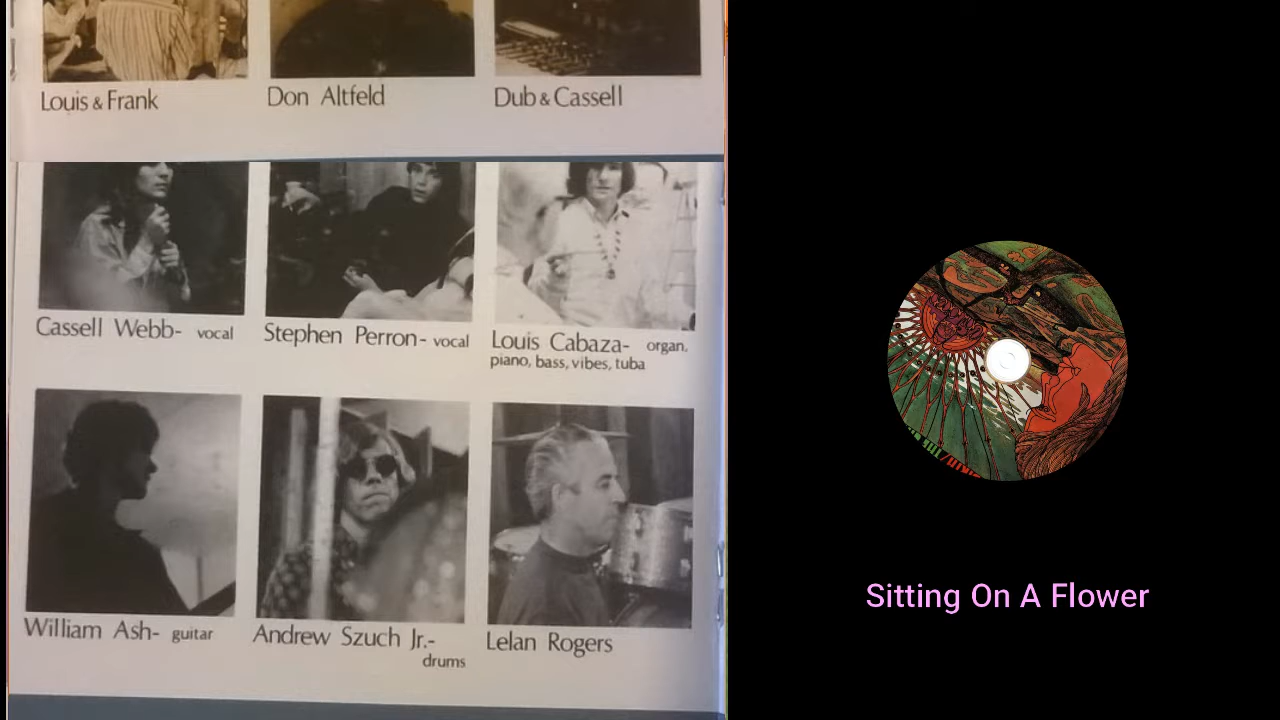 Louis & Frank
Don Altfeld
Dub & Cassell
Cassell Webb- vocal
Stephen Perron- vocal
Louis Cabaza- organ,
piano, bass, vibes, tuba
William Ash- guitar
Andrew Szuch Jr.-
drums
Lelan Rogers
Sitting On A Flower